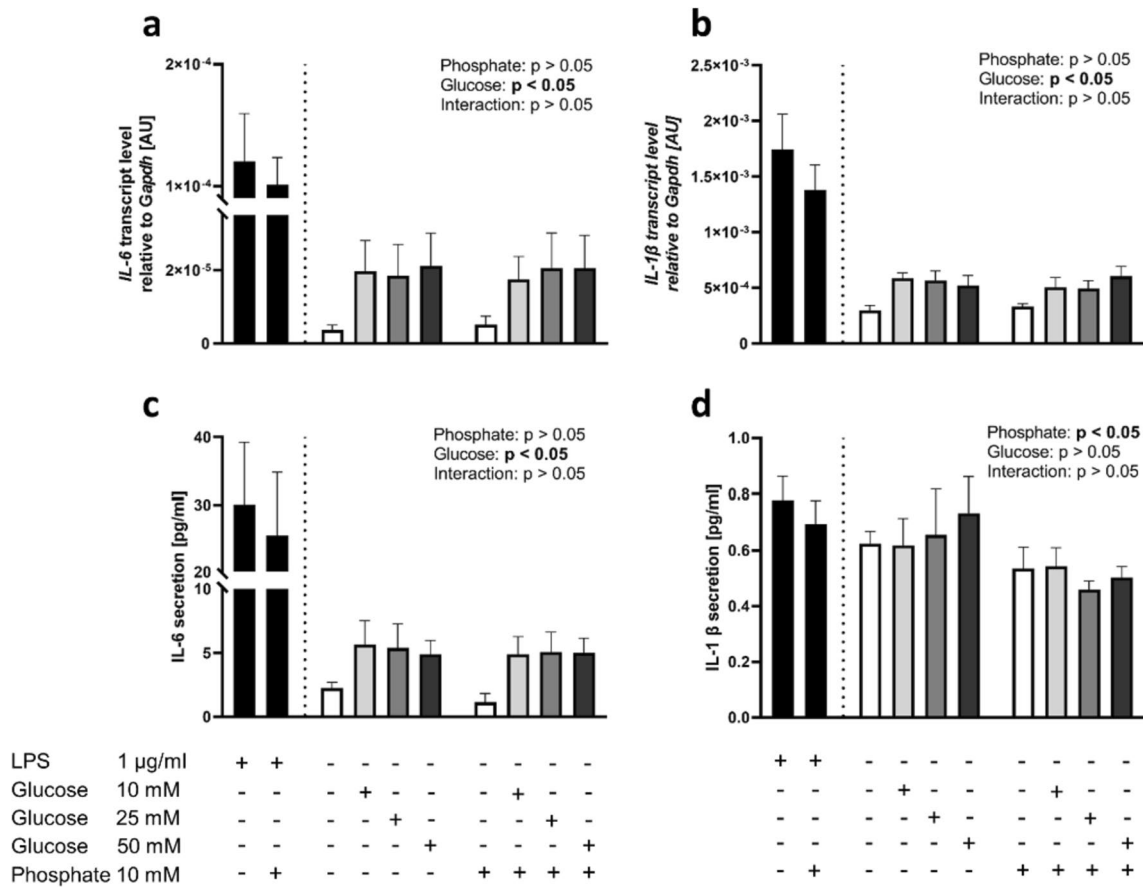 a
b
IL-6 transcript level
relative to Gapdh [AU]
2×10⁻⁴
1×10⁻⁴
2×10⁻⁵
0
Phosphate: p > 0.05
Glucose: p < 0.05
Interaction: p > 0.05
IL-1β transcript level
relative to Gapdh [AU]
2.5×10⁻³
2×10⁻³
1.5×10⁻³
1×10⁻³
5×10⁻⁴
0
Phosphate: p > 0.05
Glucose: p < 0.05
Interaction: p > 0.05
c
d
IL-6 secretion [pg/ml]
40
30
20
10
5
0
Phosphate: p > 0.05
Glucose: p < 0.05
Interaction: p > 0.05
IL-1 β secretion [pg/ml]
1.0
0.8
0.6
0.4
0.2
0.0
Phosphate: p < 0.05
Glucose: p > 0.05
Interaction: p > 0.05
LPS 1 µg/ml + + - - - - - - - - + + - - - - - - - -
Glucose 10 mM - - - + - - - + - - - - - + - - - + - -
Glucose 25 mM - - - - + - - - + - - - - - + - - - + -
Glucose 50 mM - - - - - + - - - + - - - - - + - - - +
Phosphate 10 mM - + - - - - + + + + - + - - - - + + + +